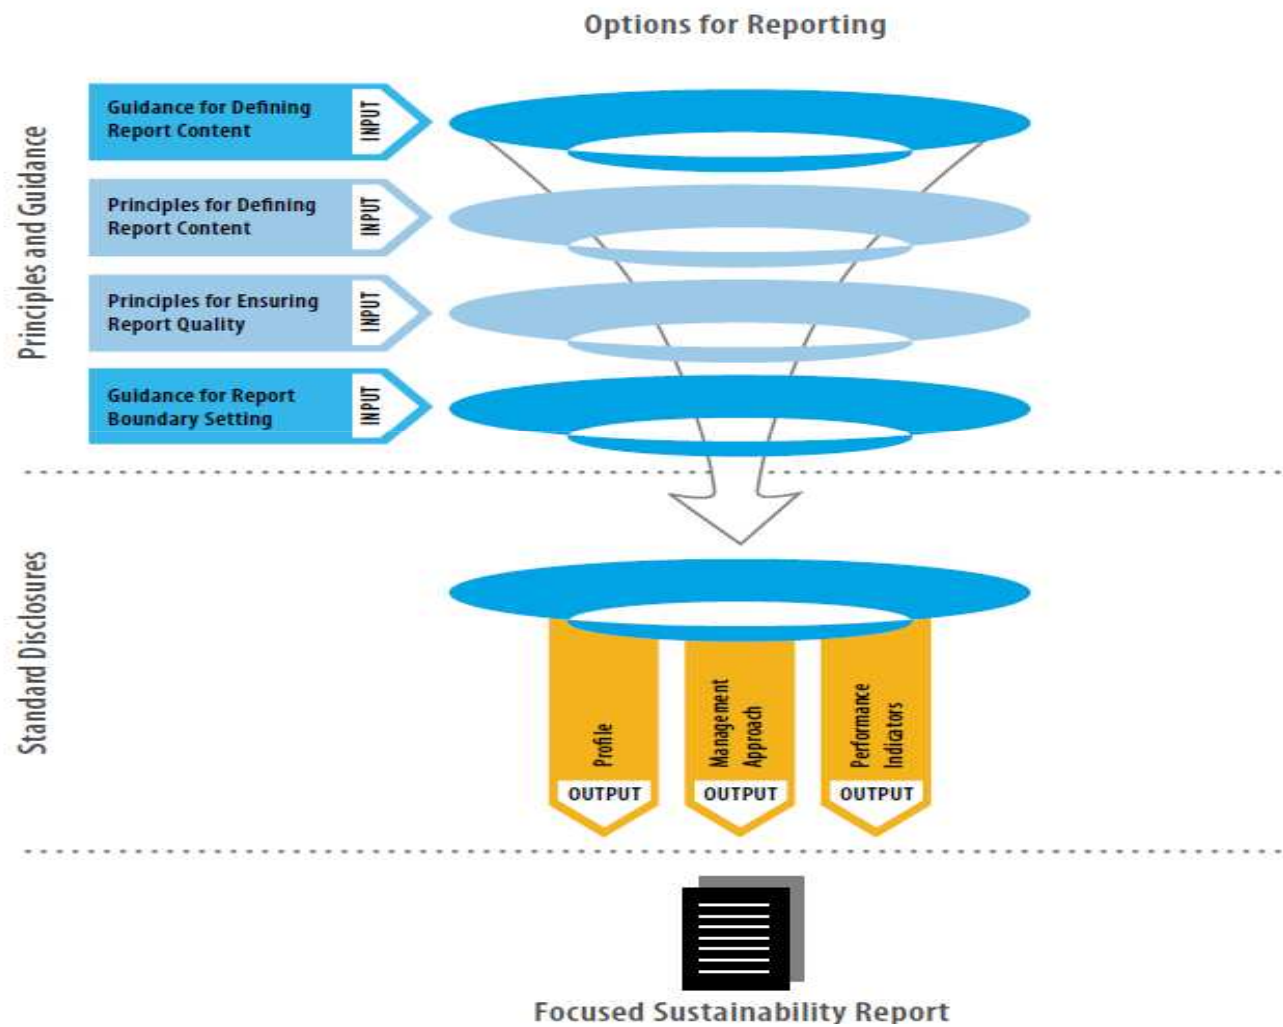 Options for Reporting
Principles and Guidance
Guidance for Defining
Report Content
INPUT
Principles for Defining
Report Content
INPUT
Principles for Ensuring
Report Quality
INPUT
Guidance for Report
Boundary Setting
INPUT
Standard Disclosures
Profile
OUTPUT
Management
Approach
OUTPUT
Performance
Indicators
OUTPUT
Focused Sustainability Report